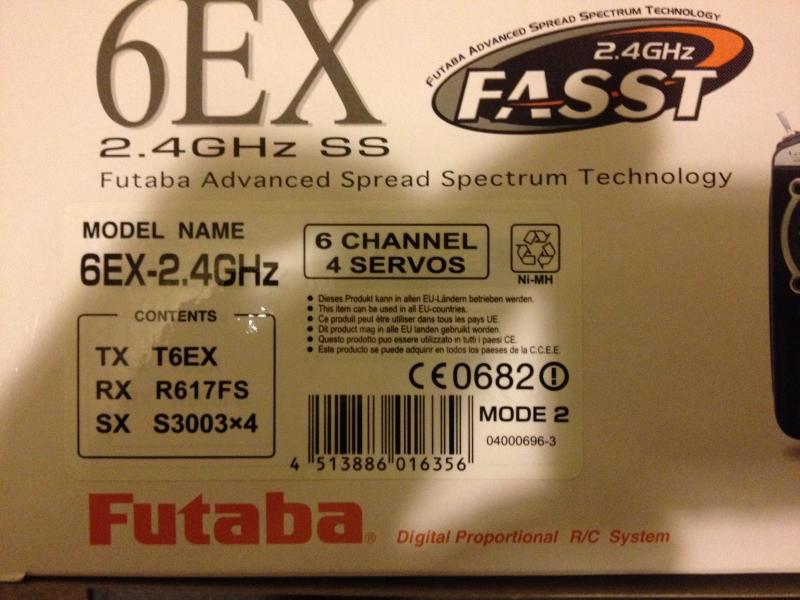 6EX
2.4GHz SS
Futaba Advanced Spread Spectrum Technology
FUTABA ADVANCED SPREAD SPECTRUM TECHNOLOGY
2.4GHz
FASST
MODEL NAME
6EX-2.4GHz
6 CHANNEL
4 SERVOS
Ni-MH
CONTENTS
TX T6EX
RX R617FS
SX S3003×4
• Dieses Produkt kann in allen EU-Ländern betrieben werden.
• This item can be used in all EU-countries.
• Ce produit peut être utiliser dans tous les pays UE.
• Dit product mag in alle EU landen gebruikt worden.
• Questo prodotto puo essere utilizzato in tutti i paesi CE.
• Este producto se puede adquirir en todos los paeses de la C.C.E.E.
CE0682
MODE 2
04000696-3
4 513886 016356
Futaba®
Digital Proportional R/C System